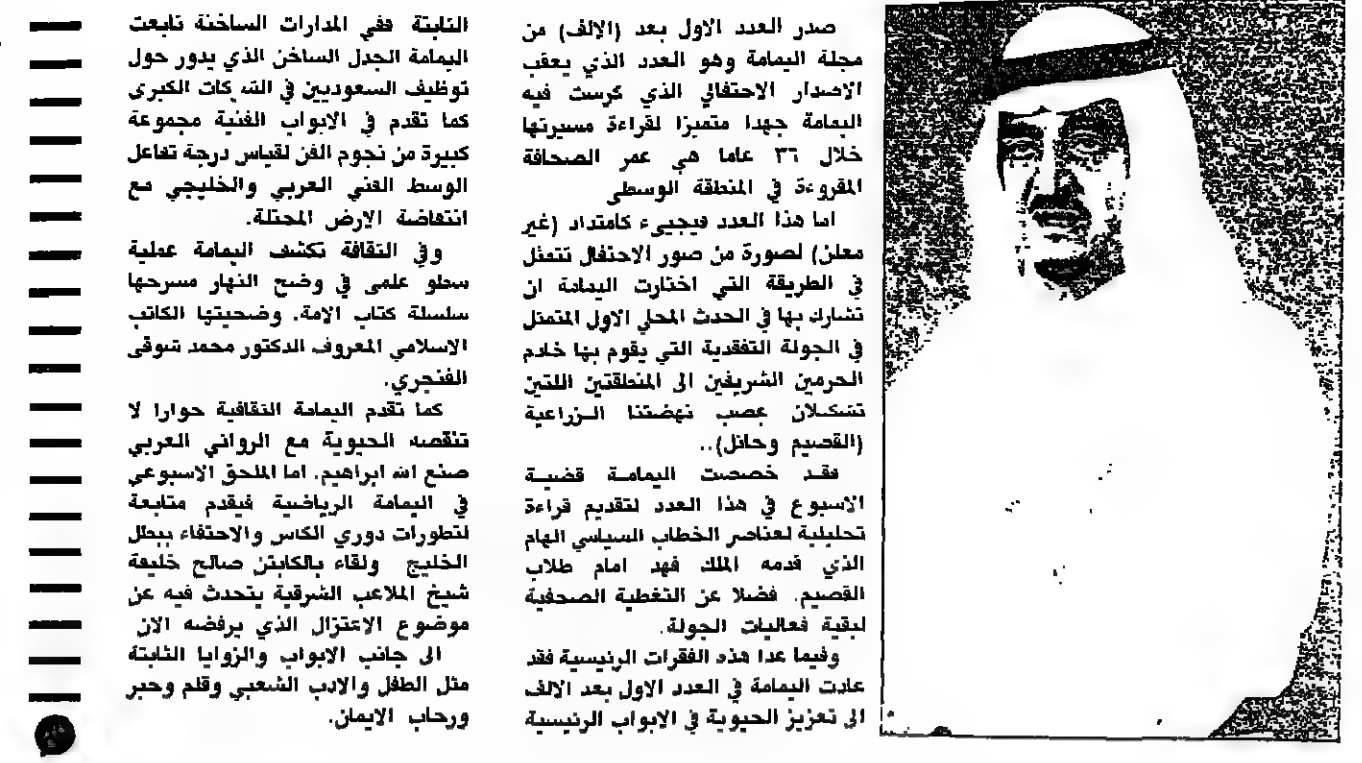 صدر العدد الاول بعد (الالف) من
مجلة اليمامة وهو العدد الذي يعقب
الاصدار الاحتفالي الذي كرست فيه
اليمامة جهدا متميزا لقراءة مسيرتها
خلال ٣٦ عاما هي عمر الصحافة
المقروءة في المنطقة الوسطى
اما هذا العدد فيجيىء كامتداد (غير
معلن) لصورة من صور الاحتفال تتمثل
في الطريقة التي اختارت اليمامة ان
تشارك بها في الحدث المحلي الاول المتمثل
في الجولة التفقدية التي يقوم بها خادم
الحرمين الشريفين الى المنطقتين اللتين
تشكلان عصب نهضتنا الزراعية
(القصيم وحائل)..
فقد خصصت اليمامة قضية
الاسبوع في هذا العدد لتقديم قراءة
تحليلية لعناصر الخطاب السياسي الهام
الذي قدمه الملك فهد امام طلاب
القصيم. فضلا عن التغطية الصحفية
لبقية فعاليات الجولة.
وفيما عدا هذه الفقرات الرئيسية فقد
عادت اليمامة في العدد الاول بعد الالف
الى تعزيز الحيوية في الابواب الرئيسية
الثابتة ففي المدارات الساخنة تابعت
اليمامة الجدل الساخن الذي يدور حول
توظيف السعوديين في الشركات الكبرى
كما تقدم في الابواب الفنية مجموعة
كبيرة من نجوم الفن لقياس درجة تفاعل
الوسط الفني العربي والخليجي مع
انتفاضة الارض المحتلة.
وفي الثقافة تكشف اليمامة عملية
سطو علمى في وضح النهار مسرحها
سلسلة كتاب الامة. وضحيتها الكاتب
الاسلامي المعروف الدكتور محمد شوقى
الفنجري.
كما تقدم اليمامة الثقافية حوارا لا
تنقصه الحيوية مع الروائي العربي
صنع الله ابراهيم. اما الملحق الاسبوعي
في اليمامة الرياضية فيقدم متابعة
لتطورات دوري الكاس والاحتفاء ببطل
الخليج ولقاء بالكابتن صالح خليفة
شيخ الملاعب الشرقية يتحدث فيه عن
موضوع الاعتزال الذي يرفضه الان
الى جانب الابواب والزوايا الثابتة
مثل الطفل والادب الشعبي وقلم وحبر
ورحاب الايمان.